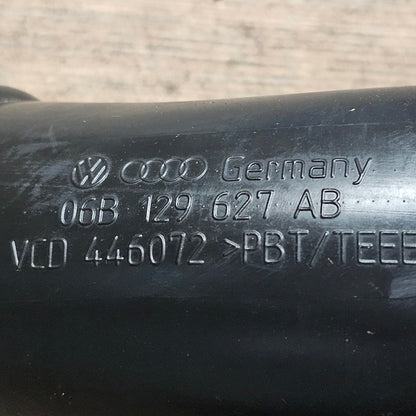 Germany
06B 129 627 AB
VCD 446072 >PBT/TEEE